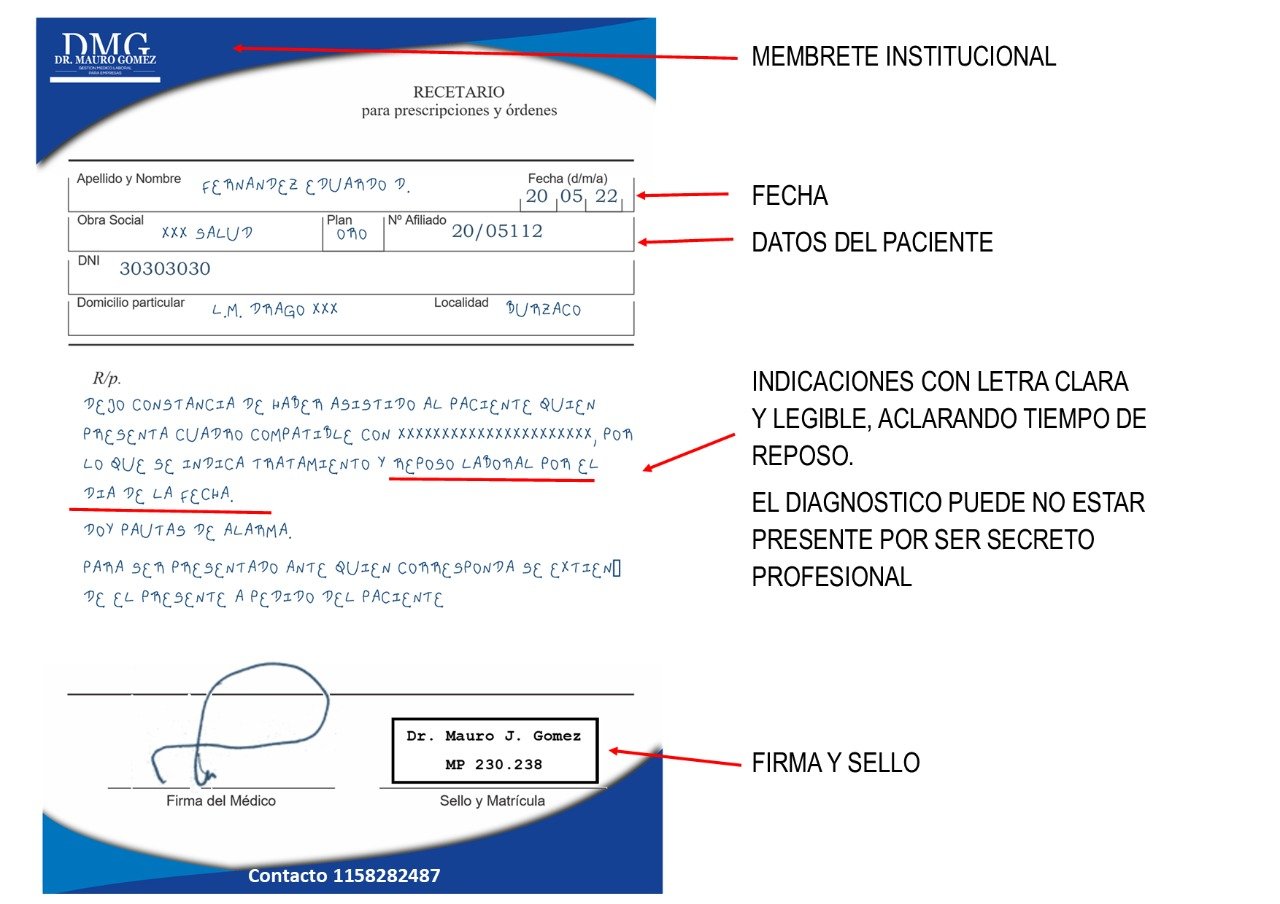 DMG
DR. MAURO GOMEZ
GESTIÓN MÉDICO LABORAL
PARA EMPRESAS
MEMBRETE INSTITUCIONAL
RECETARIO
para prescripciones y órdenes
Apellido y Nombre FERNANDEZ EDUARDO D.
Fecha (d/m/a)
20 05 22
FECHA
Obra Social XXX SALUD
Plan ORO
Nº Afiliado 20/05112
DATOS DEL PACIENTE
DNI 30303030
Domicilio particular L.M. DRAGO XXX
Localidad BURZACO
R/p.
DEJO CONSTANCIA DE HABER ASISTIDO AL PACIENTE QUIEN
PRESENTA CUADRO COMPATIBLE CON XXXXXXXXXXXXXXXXXXXXXX, POR
LO QUE SE INDICA TRATAMIENTO Y REPOSO LABORAL POR EL
DIA DE LA FECHA.
DOY PAUTAS DE ALARMA.
PARA SER PRESENTADO ANTE QUIEN CORRESPONDA SE EXTIEN
DE EL PRESENTE A PEDIDO DEL PACIENTE
INDICACIONES CON LETRA CLARA
Y LEGIBLE, ACLARANDO TIEMPO DE
REPOSO.
EL DIAGNOSTICO PUEDE NO ESTAR
PRESENTE POR SER SECRETO
PROFESIONAL
Dr. Mauro J. Gomez
MP 230.238
FIRMA Y SELLO
Firma del Médico
Sello y Matrícula
Contacto 1158282487